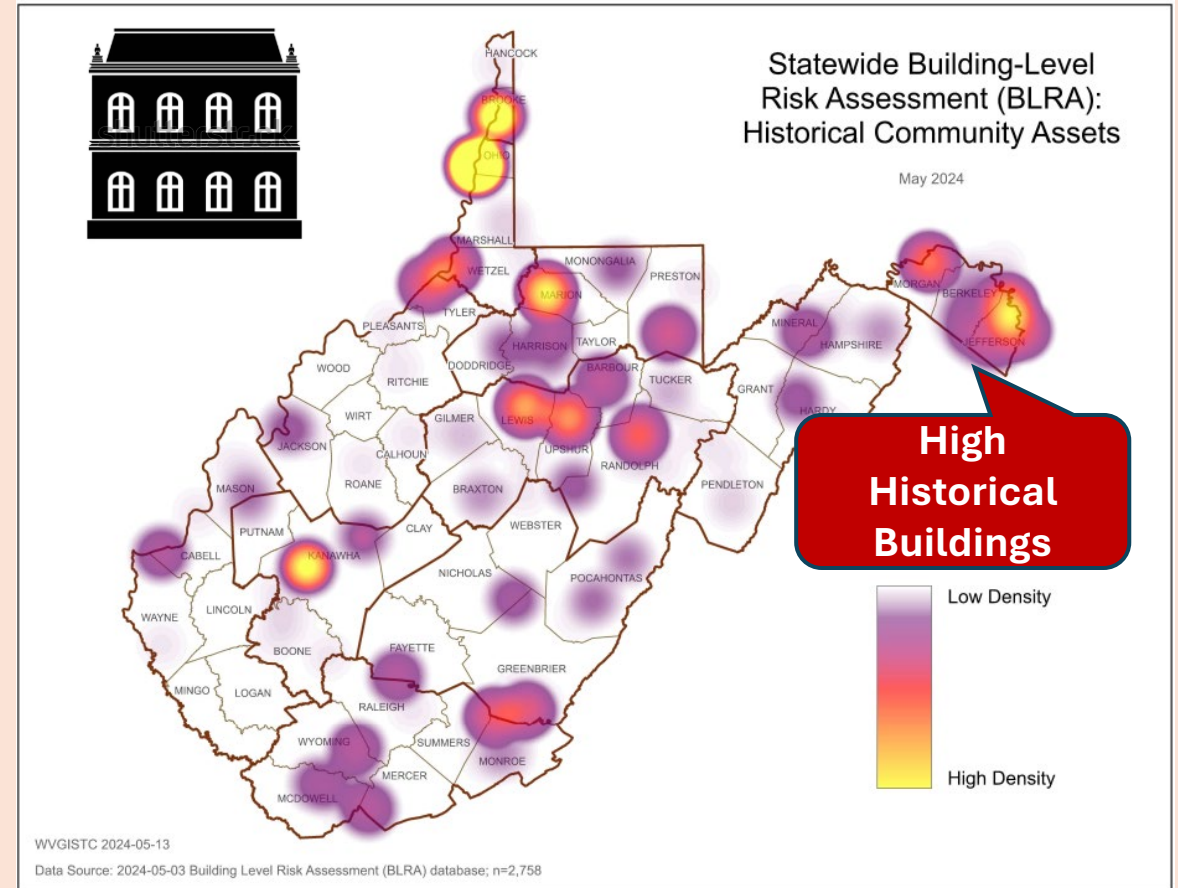 Statewide Building-Level
Risk Assessment (BLRA):
Historical Community Assets
May 2024
shutterstock
HANCOCK
BROOKE
OHIO
MARSHALL
WETZEL
MONONGALIA
PRESTON
MARION
TYLER
PLEASANTS
MORGAN
BERKELEY
JEFFERSON
MINERAL
HAMPSHIRE
HARRISON
TAYLOR
DODDRIDGE
BARBOUR
TUCKER
GRANT
HARDY
WOOD
RITCHIE
WIRT
GILMER
LEWIS
UPSHUR
RANDOLPH
JACKSON
CALHOUN
ROANE
BRAXTON
PENDLETON
MASON
PUTNAM
CLAY
WEBSTER
CABELL
KANAWHA
NICHOLAS
POCAHONTAS
WAYNE
LINCOLN
BOONE
FAYETTE
GREENBRIER
MINGO
LOGAN
RALEIGH
WYOMING
SUMMERS
MONROE
MERCER
MCDOWELL
High
Historical
Buildings
Low Density
High Density
WVGISTC 2024-05-13
Data Source: 2024-05-03 Building Level Risk Assessment (BLRA) database; n=2,758